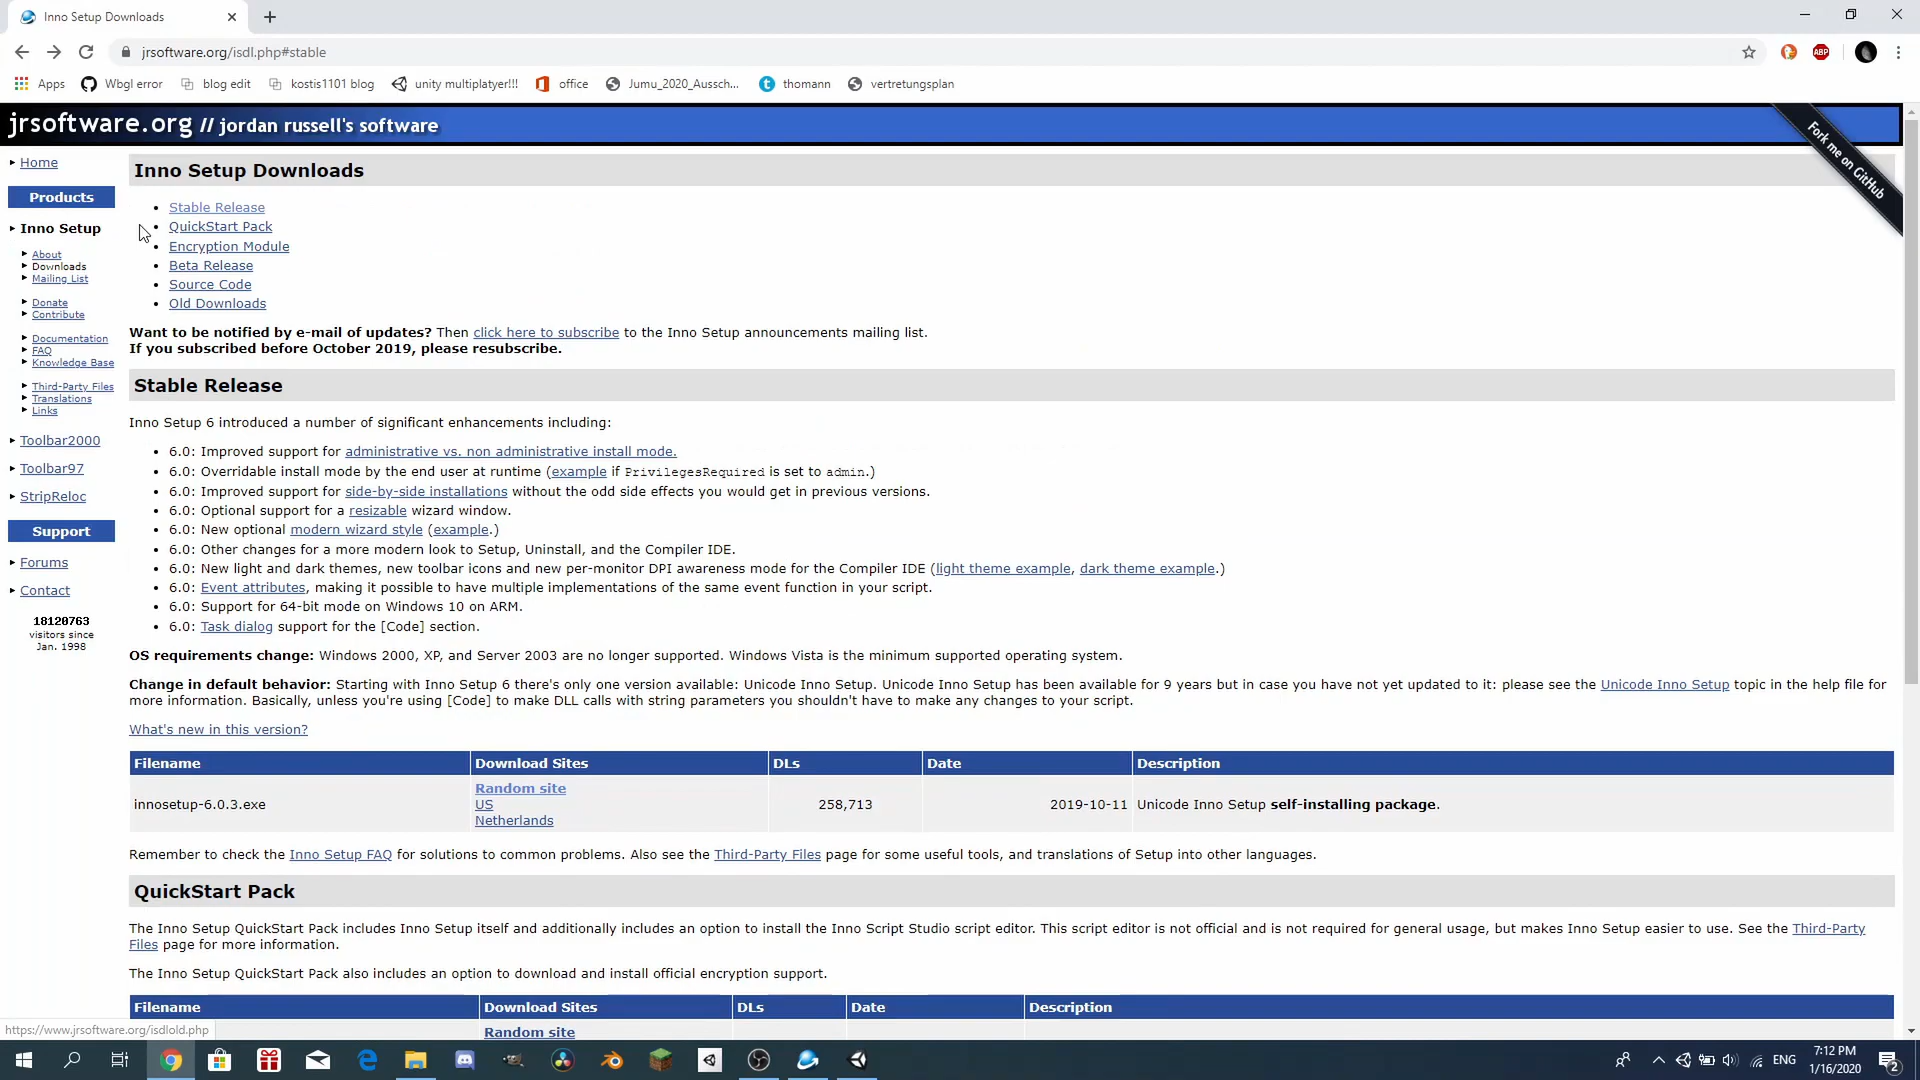 Inno Setup Downloads
jrsoftware.org/isdl.php#stable
ABP
Apps
Wbgl error
blog edit
kostis1101 blog
unity multiplatyer!!!
office
Jumu_2020_Aussch...
thomann
vertretungsplan
jrsoftware.org // jordan russell's software
Fork me on GitHub
Home
Products
Inno Setup
About
Downloads
Mailing List
Donate
Contribute
Documentation
FAQ
Knowledge Base
Third-Party Files
Translations
Links
Toolbar2000
Toolbar97
StripReloc
Support
Forums
Contact
18120763
visitors since
Jan. 1998
Inno Setup Downloads
Stable Release
QuickStart Pack
Encryption Module
Beta Release
Source Code
Old Downloads
Want to be notified by e-mail of updates? Then click here to subscribe to the Inno Setup announcements mailing list.
If you subscribed before October 2019, please resubscribe.
Stable Release
Inno Setup 6 introduced a number of significant enhancements including:
6.0: Improved support for administrative vs. non administrative install mode.
6.0: Overridable install mode by the end user at runtime (example if PrivilegesRequired is set to admin.)
6.0: Improved support for side-by-side installations without the odd side effects you would get in previous versions.
6.0: Optional support for a resizable wizard window.
6.0: New optional modern wizard style (example.)
6.0: Other changes for a more modern look to Setup, Uninstall, and the Compiler IDE.
6.0: New light and dark themes, new toolbar icons and new per-monitor DPI awareness mode for the Compiler IDE (light theme example, dark theme example.)
6.0: Event attributes, making it possible to have multiple implementations of the same event function in your script.
6.0: Support for 64-bit mode on Windows 10 on ARM.
6.0: Task dialog support for the [Code] section.
OS requirements change: Windows 2000, XP, and Server 2003 are no longer supported. Windows Vista is the minimum supported operating system.
Change in default behavior: Starting with Inno Setup 6 there's only one version available: Unicode Inno Setup. Unicode Inno Setup has been available for 9 years but in case you have not yet updated to it: please see the Unicode Inno Setup topic in the help file for
more information. Basically, unless you're using [Code] to make DLL calls with string parameters you shouldn't have to make any changes to your script.
What's new in this version?
Filename Download Sites DLs Date Description
Random site
innosetup-6.0.3.exe US 258,713 2019-10-11 Unicode Inno Setup self-installing package.
Netherlands
Remember to check the Inno Setup FAQ for solutions to common problems. Also see the Third-Party Files page for some useful tools, and translations of Setup into other languages.
QuickStart Pack
The Inno Setup QuickStart Pack includes Inno Setup itself and additionally includes an option to install the Inno Script Studio script editor. This script editor is not official and is not required for general usage, but makes Inno Setup easier to use. See the Third-Party
Files page for more information.
The Inno Setup QuickStart Pack also includes an option to download and install official encryption support.
Filename Download Sites DLs Date Description
Random site
https://www.jrsoftware.org/isdlold.php
ENG
7:12 PM
1/16/2020
2